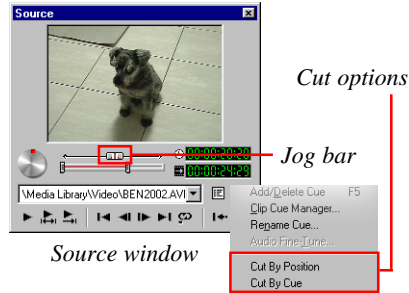 Source
Cut options
00:00:20:20
Jog bar
00:00:24:29
\Media Library\Video\BEN2002.AVI
Add/Delete Cue F5
Clip Cue Manager...
Rename Cue...
Audio Fine-Tune...
Source window
Cut By Position
Cut By Cue